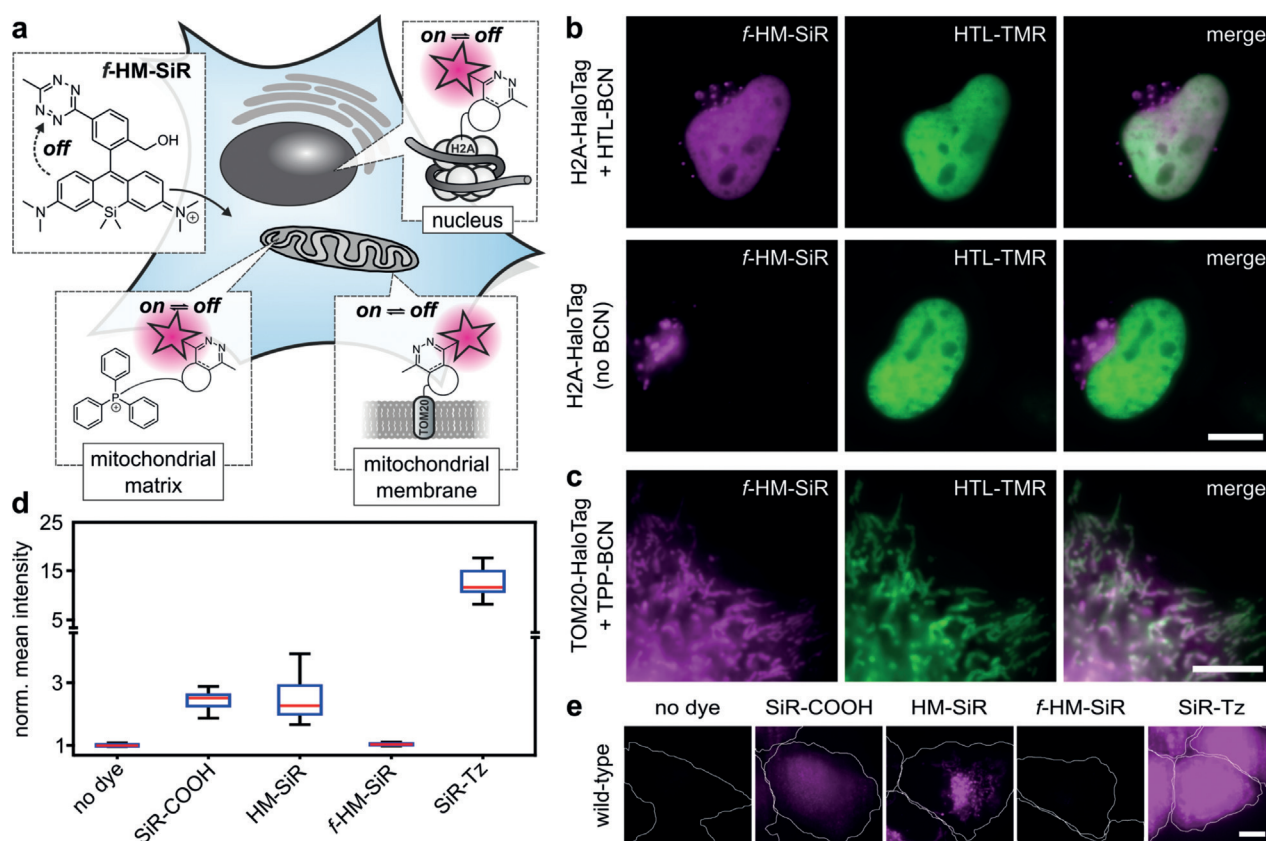 a
f-HM-SiR
N
N
N
N
off
OH
N
Si
N
⊕
on ⇌ off
N
N
H2A
nucleus
on ⇌ off
N
N
P
⊕
mitochondrial
matrix
on ⇌ off
N
N
TOM20
mitochondrial
membrane
b
H2A-HaloTag
+ HTL-BCN
f-HM-SiR
HTL-TMR
merge
H2A-HaloTag
(no BCN)
f-HM-SiR
HTL-TMR
merge
c
TOM20-HaloTag
+ TPP-BCN
f-HM-SiR
HTL-TMR
merge
d
norm. mean intensity
25
15
5
3
1
no dye
SiR-COOH
HM-SiR
f-HM-SiR
SiR-Tz
e
no dye
SiR-COOH
HM-SiR
f-HM-SiR
SiR-Tz
wild-type